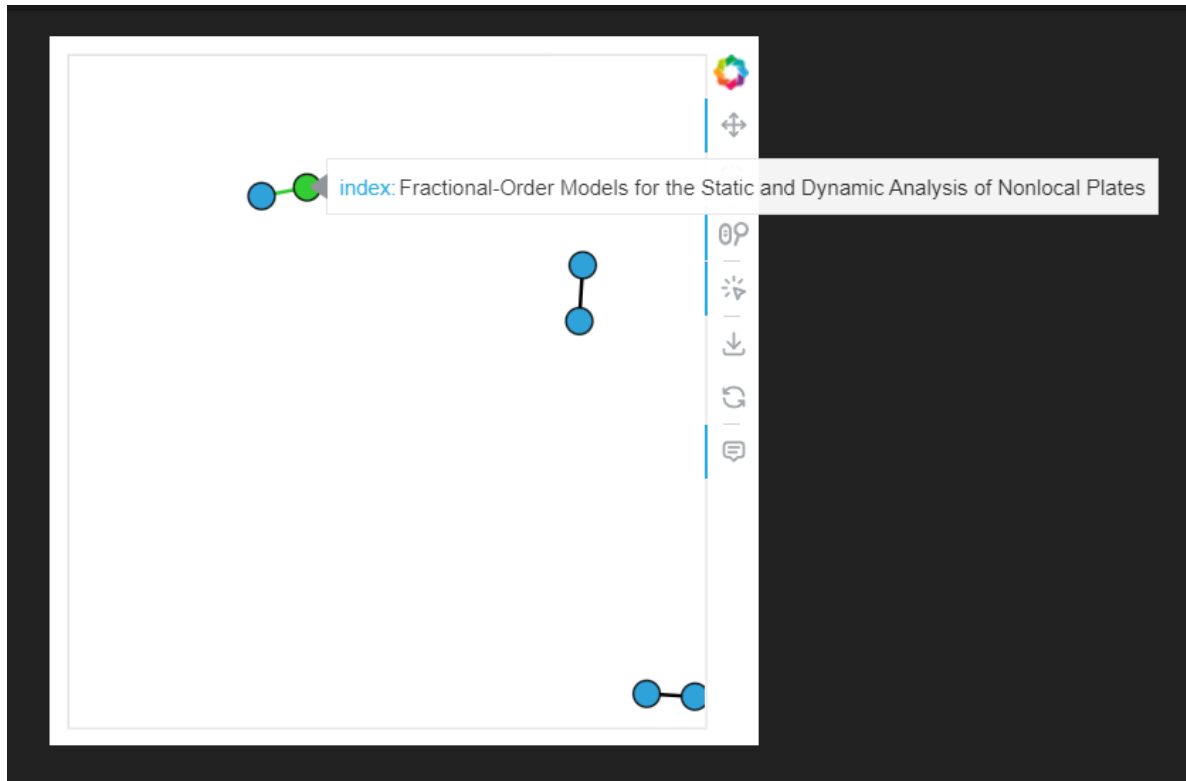 index: Fractional-Order Models for the Static and Dynamic Analysis of Nonlocal Plates